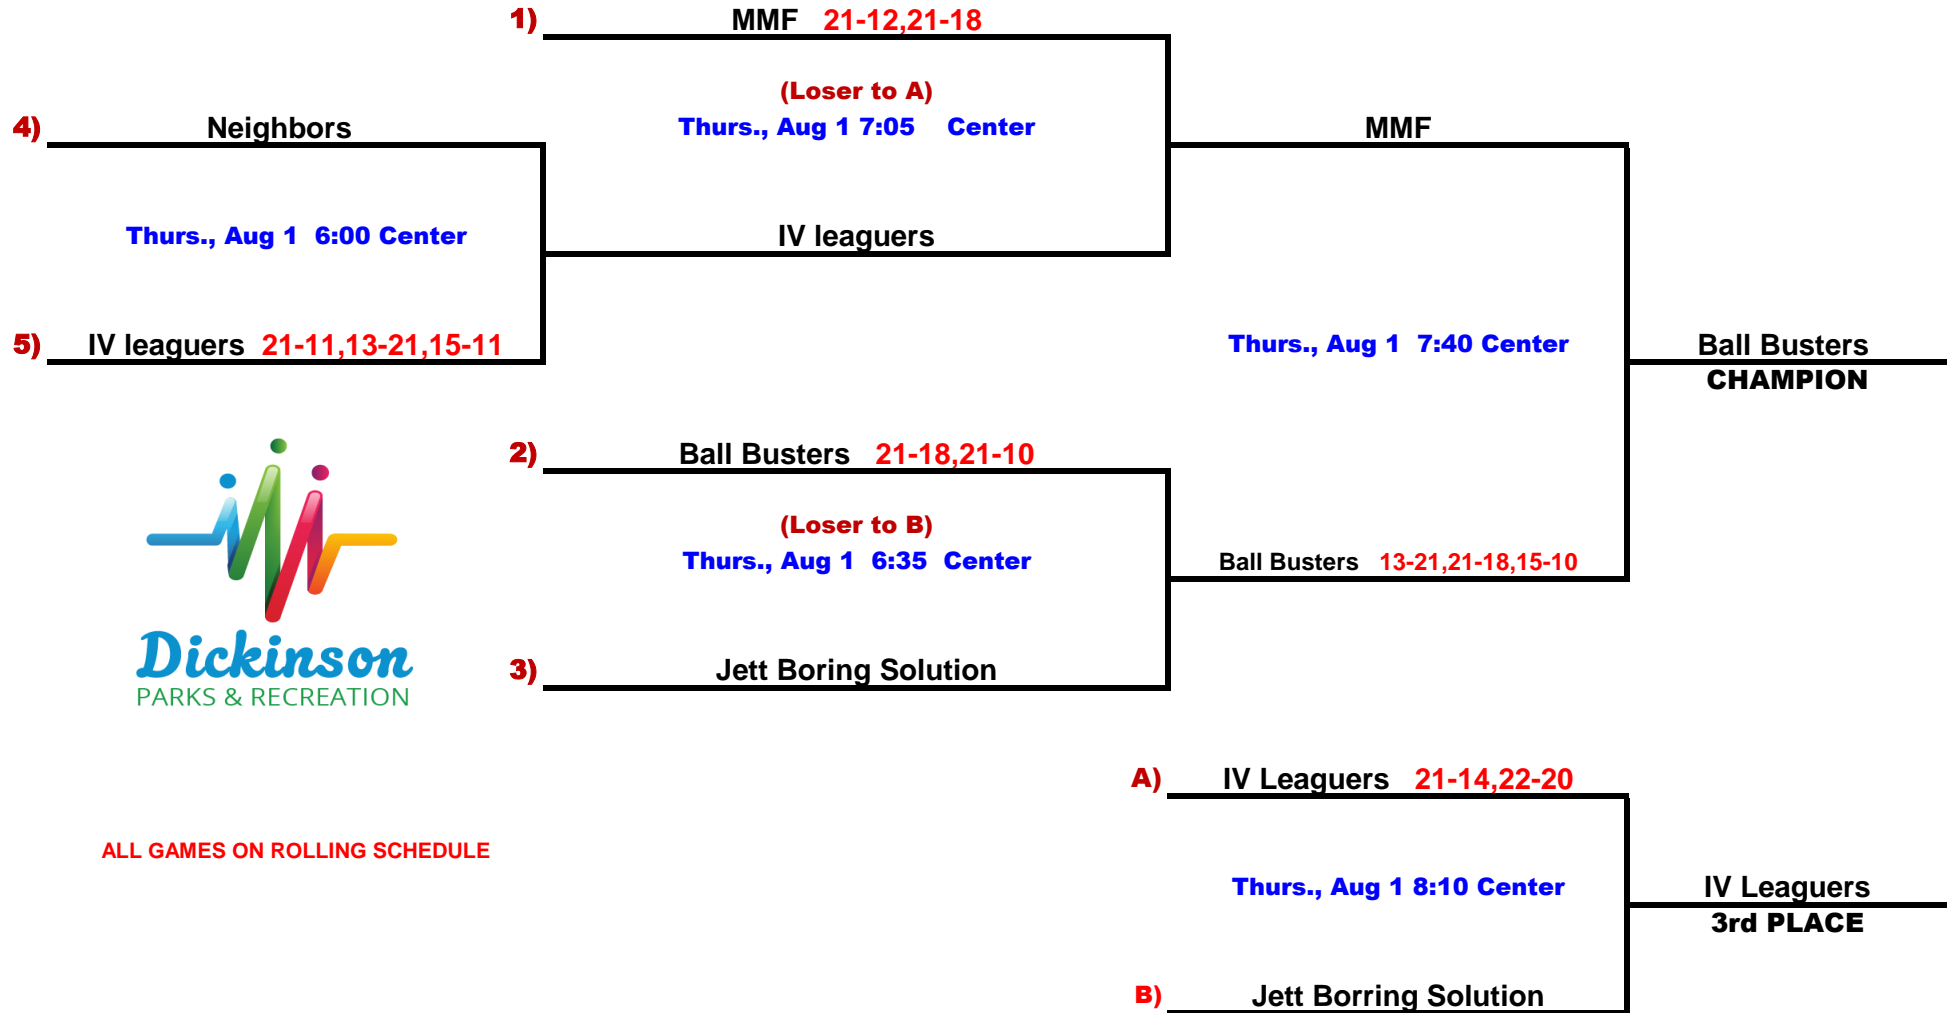 1) MMF 21-12,21-18
(Loser to A)
Thurs., Aug 1 7:05 Center
4) Neighbors
MMF
Thurs., Aug 1 6:00 Center
IV leaguers
5) IV leaguers 21-11,13-21,15-11
Thurs., Aug 1 7:40 Center
Ball Busters
CHAMPION
2) Ball Busters 21-18,21-10
(Loser to B)
Thurs., Aug 1 6:35 Center
Ball Busters 13-21,21-18,15-10
3) Jett Boring Solution
Dickinson
PARKS & RECREATION
A) IV Leaguers 21-14,22-20
ALL GAMES ON ROLLING SCHEDULE
Thurs., Aug 1 8:10 Center
IV Leaguers
3rd PLACE
B) Jett Borring Solution